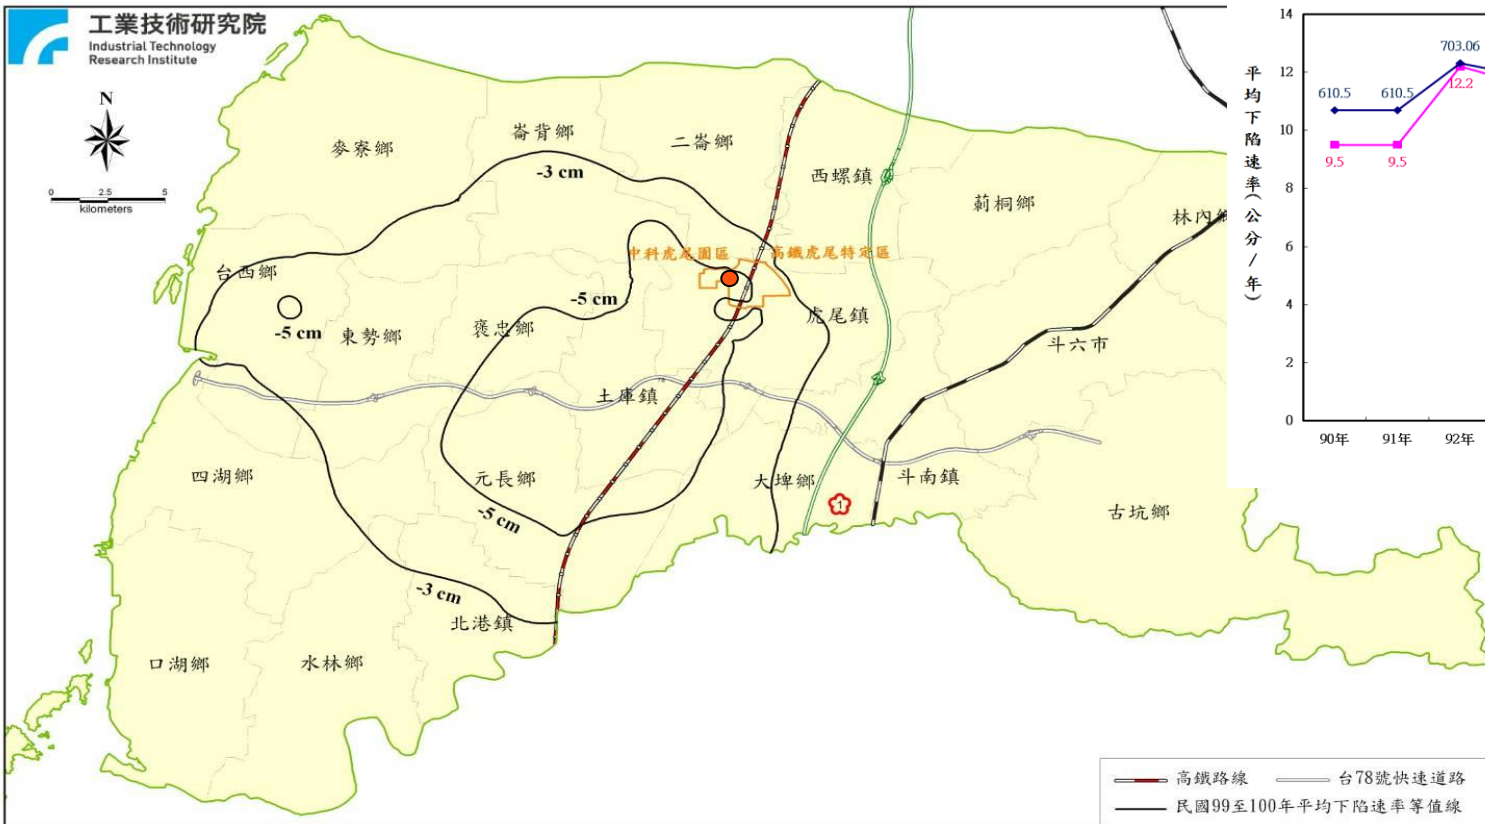 工業技術研究院
Industrial Technology
Research Institute
N
0 2.5 5
kilometers
麥寮鄉
崙背鄉
二崙鄉
西螺鎮
莿桐鄉
林內鄉
-3 cm
中科虎尾園區
高鐵虎尾特定區
台西鄉
-5 cm
東勢鄉
褒忠鄉
-5 cm
虎尾鎮
斗六市
土庫鎮
78
四湖鄉
元長鄉
大埤鄉
斗南鎮
古坑鄉
-5 cm
1
-3 cm
北港鎮
口湖鄉
水林鄉
平均下陷速率(公分/年)
14
12
10
8
6
4
2
0
610.5
610.5
703.06
9.5
9.5
12.2
90年
91年
92年
高鐵路線
台78號快速道路
民國99至100年平均下陷速率等值線